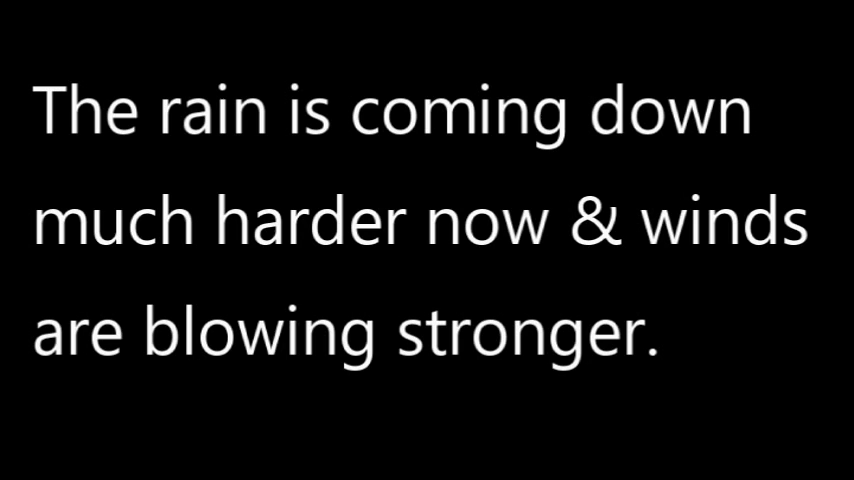 The rain is coming down
much harder now & winds
are blowing stronger.